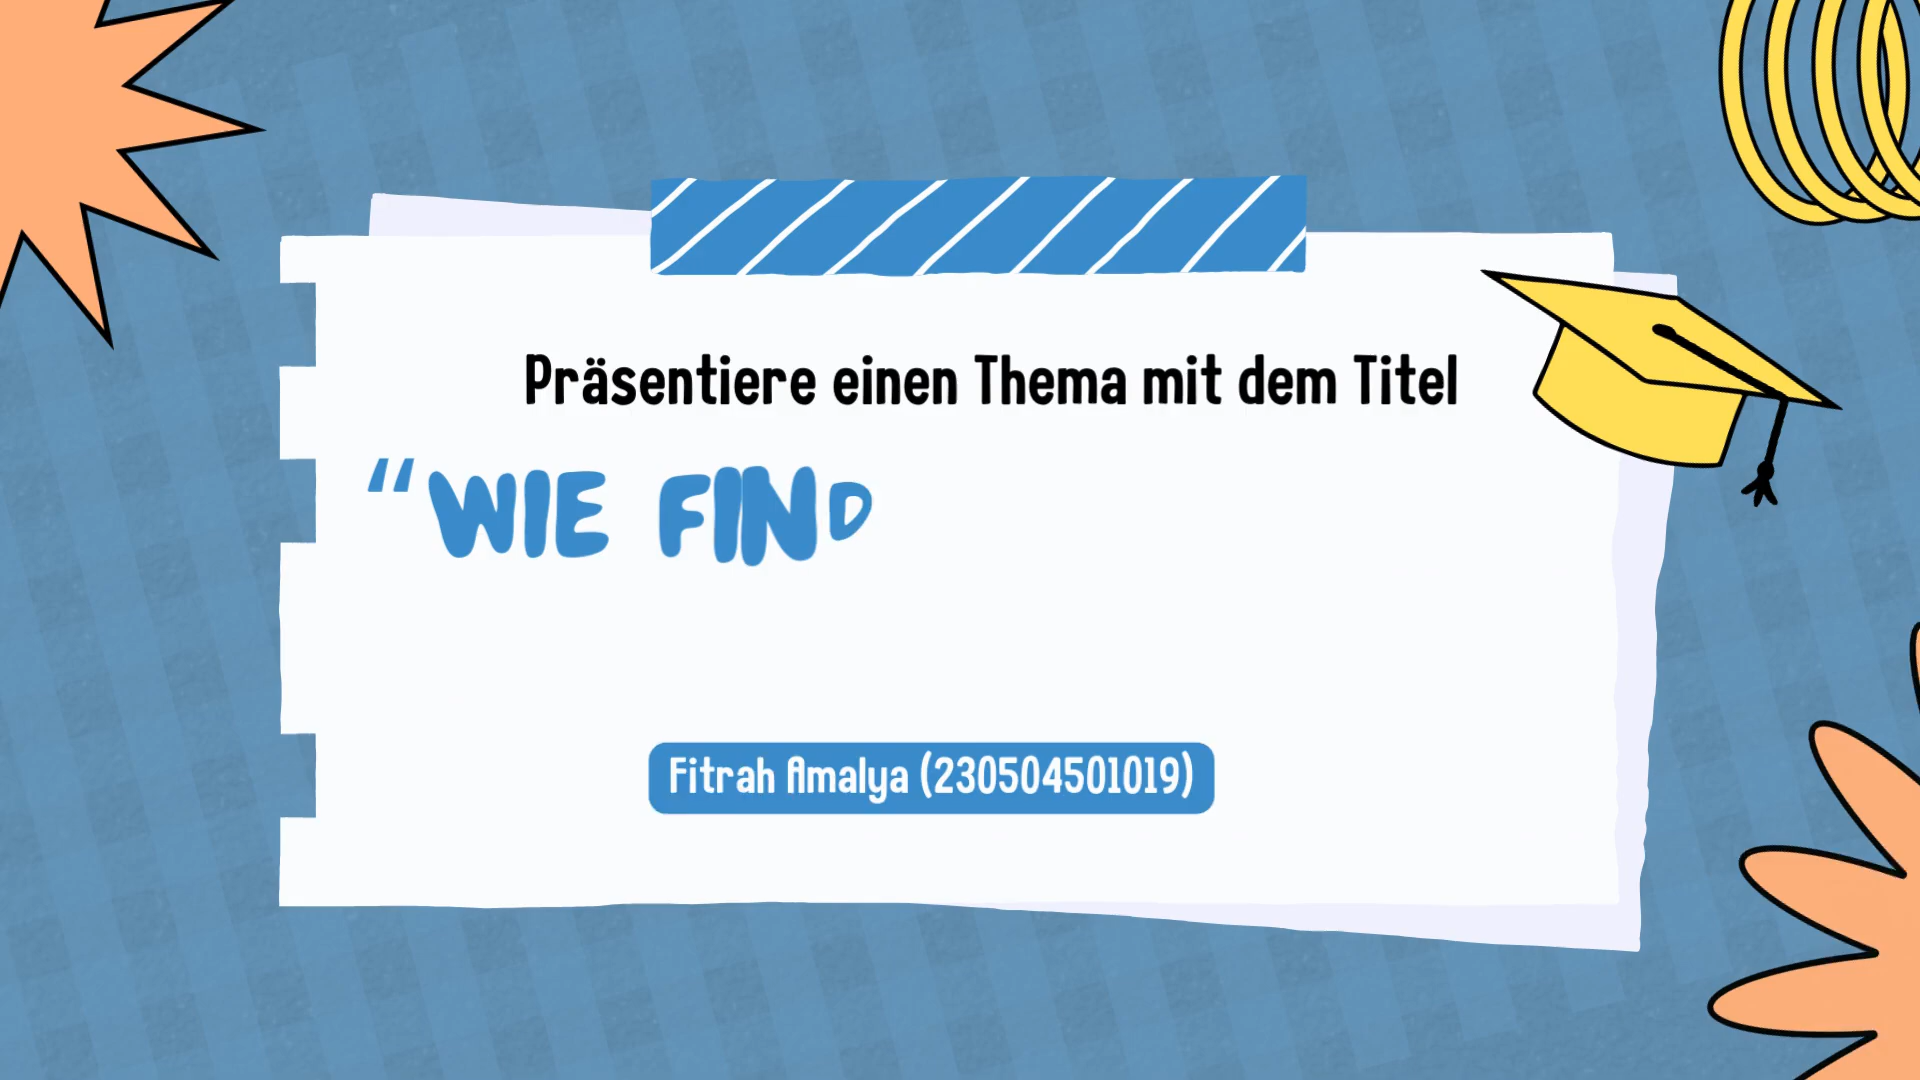 Präsentiere einen Thema mit dem Titel
“WIE FIND
Fitrah Amalya (230504501019)